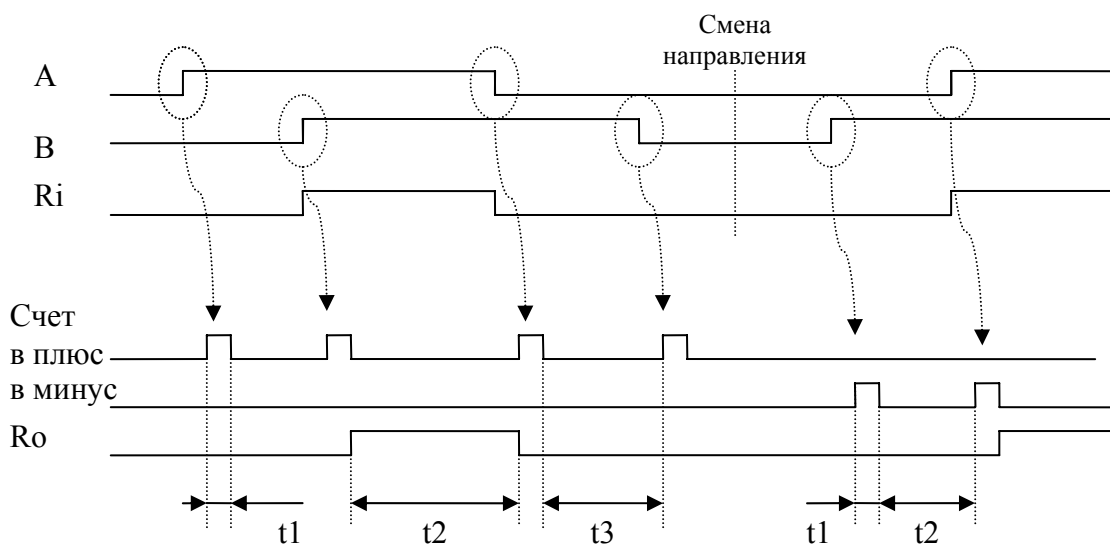 Смена
направления
A
B
Ri
Счет
в плюс
в минус
Ro
t1
t2
t3
t1
t2